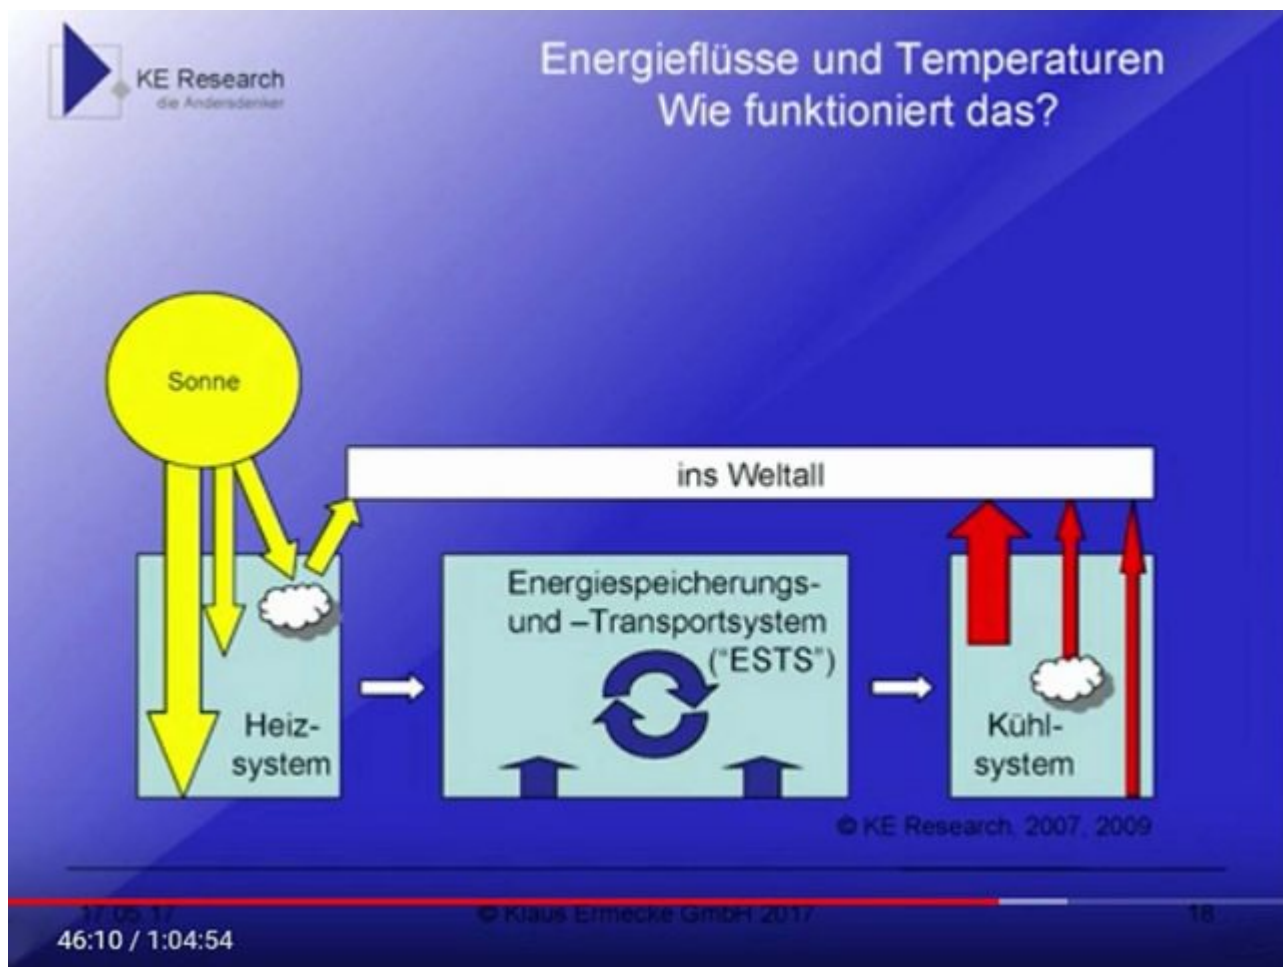 KE Research
die Andersdenker
Energieflüsse und Temperaturen
Wie funktioniert das?
Sonne
ins Weltall
Heiz-
system
Energiespeicherungs-
und –Transportsystem
("ESTS")
Kühl-
system
© KE Research, 2007, 2009
17.05.17
© Klaus Ermecke GmbH 2017
18
46:10 / 1:04:54